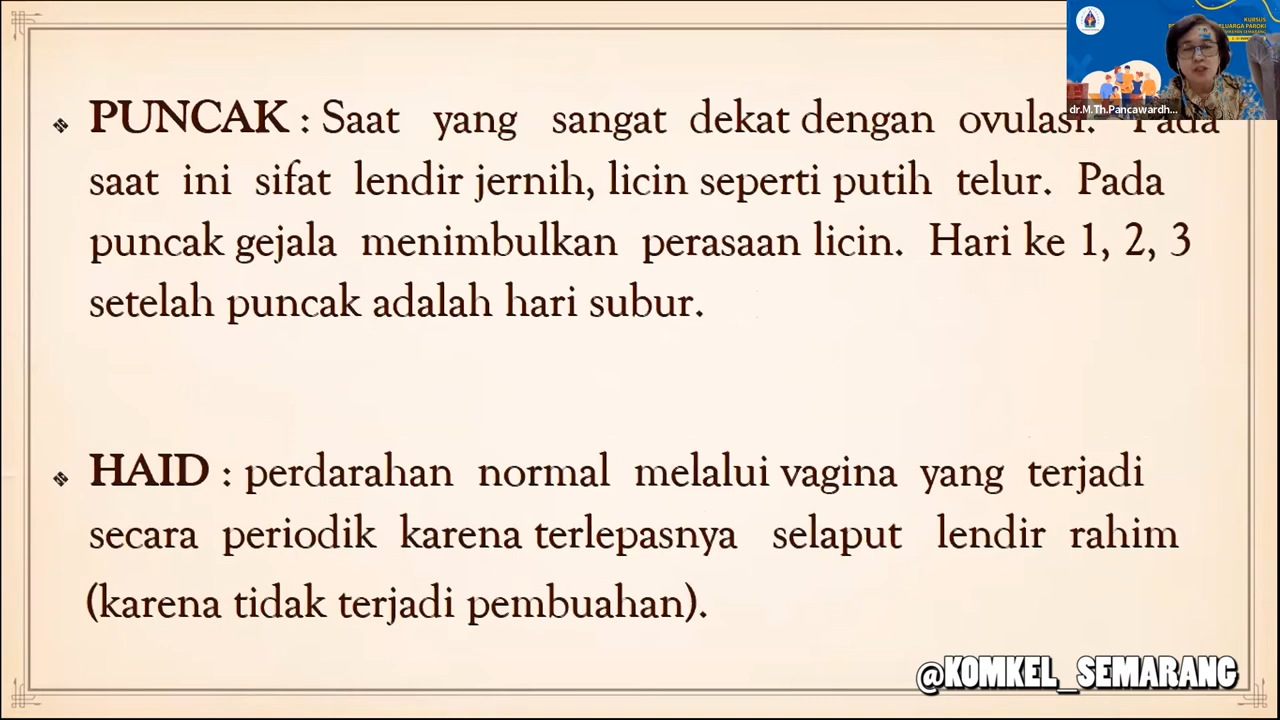 KURSUS
PUNCAK : Saat yang sangat dekat dengan ovulasi. Pada
saat ini sifat lendir jernih, licin seperti putih telur. Pada
puncak gejala menimbulkan perasaan licin. Hari ke 1, 2, 3
setelah puncak adalah hari subur.
HAID : perdarahan normal melalui vagina yang terjadi
secara periodik karena terlepasnya selaput lendir rahim
(karena tidak terjadi pembuahan).
dr.M.Th.Pancawardh...
@KOMKEL_SEMARANG